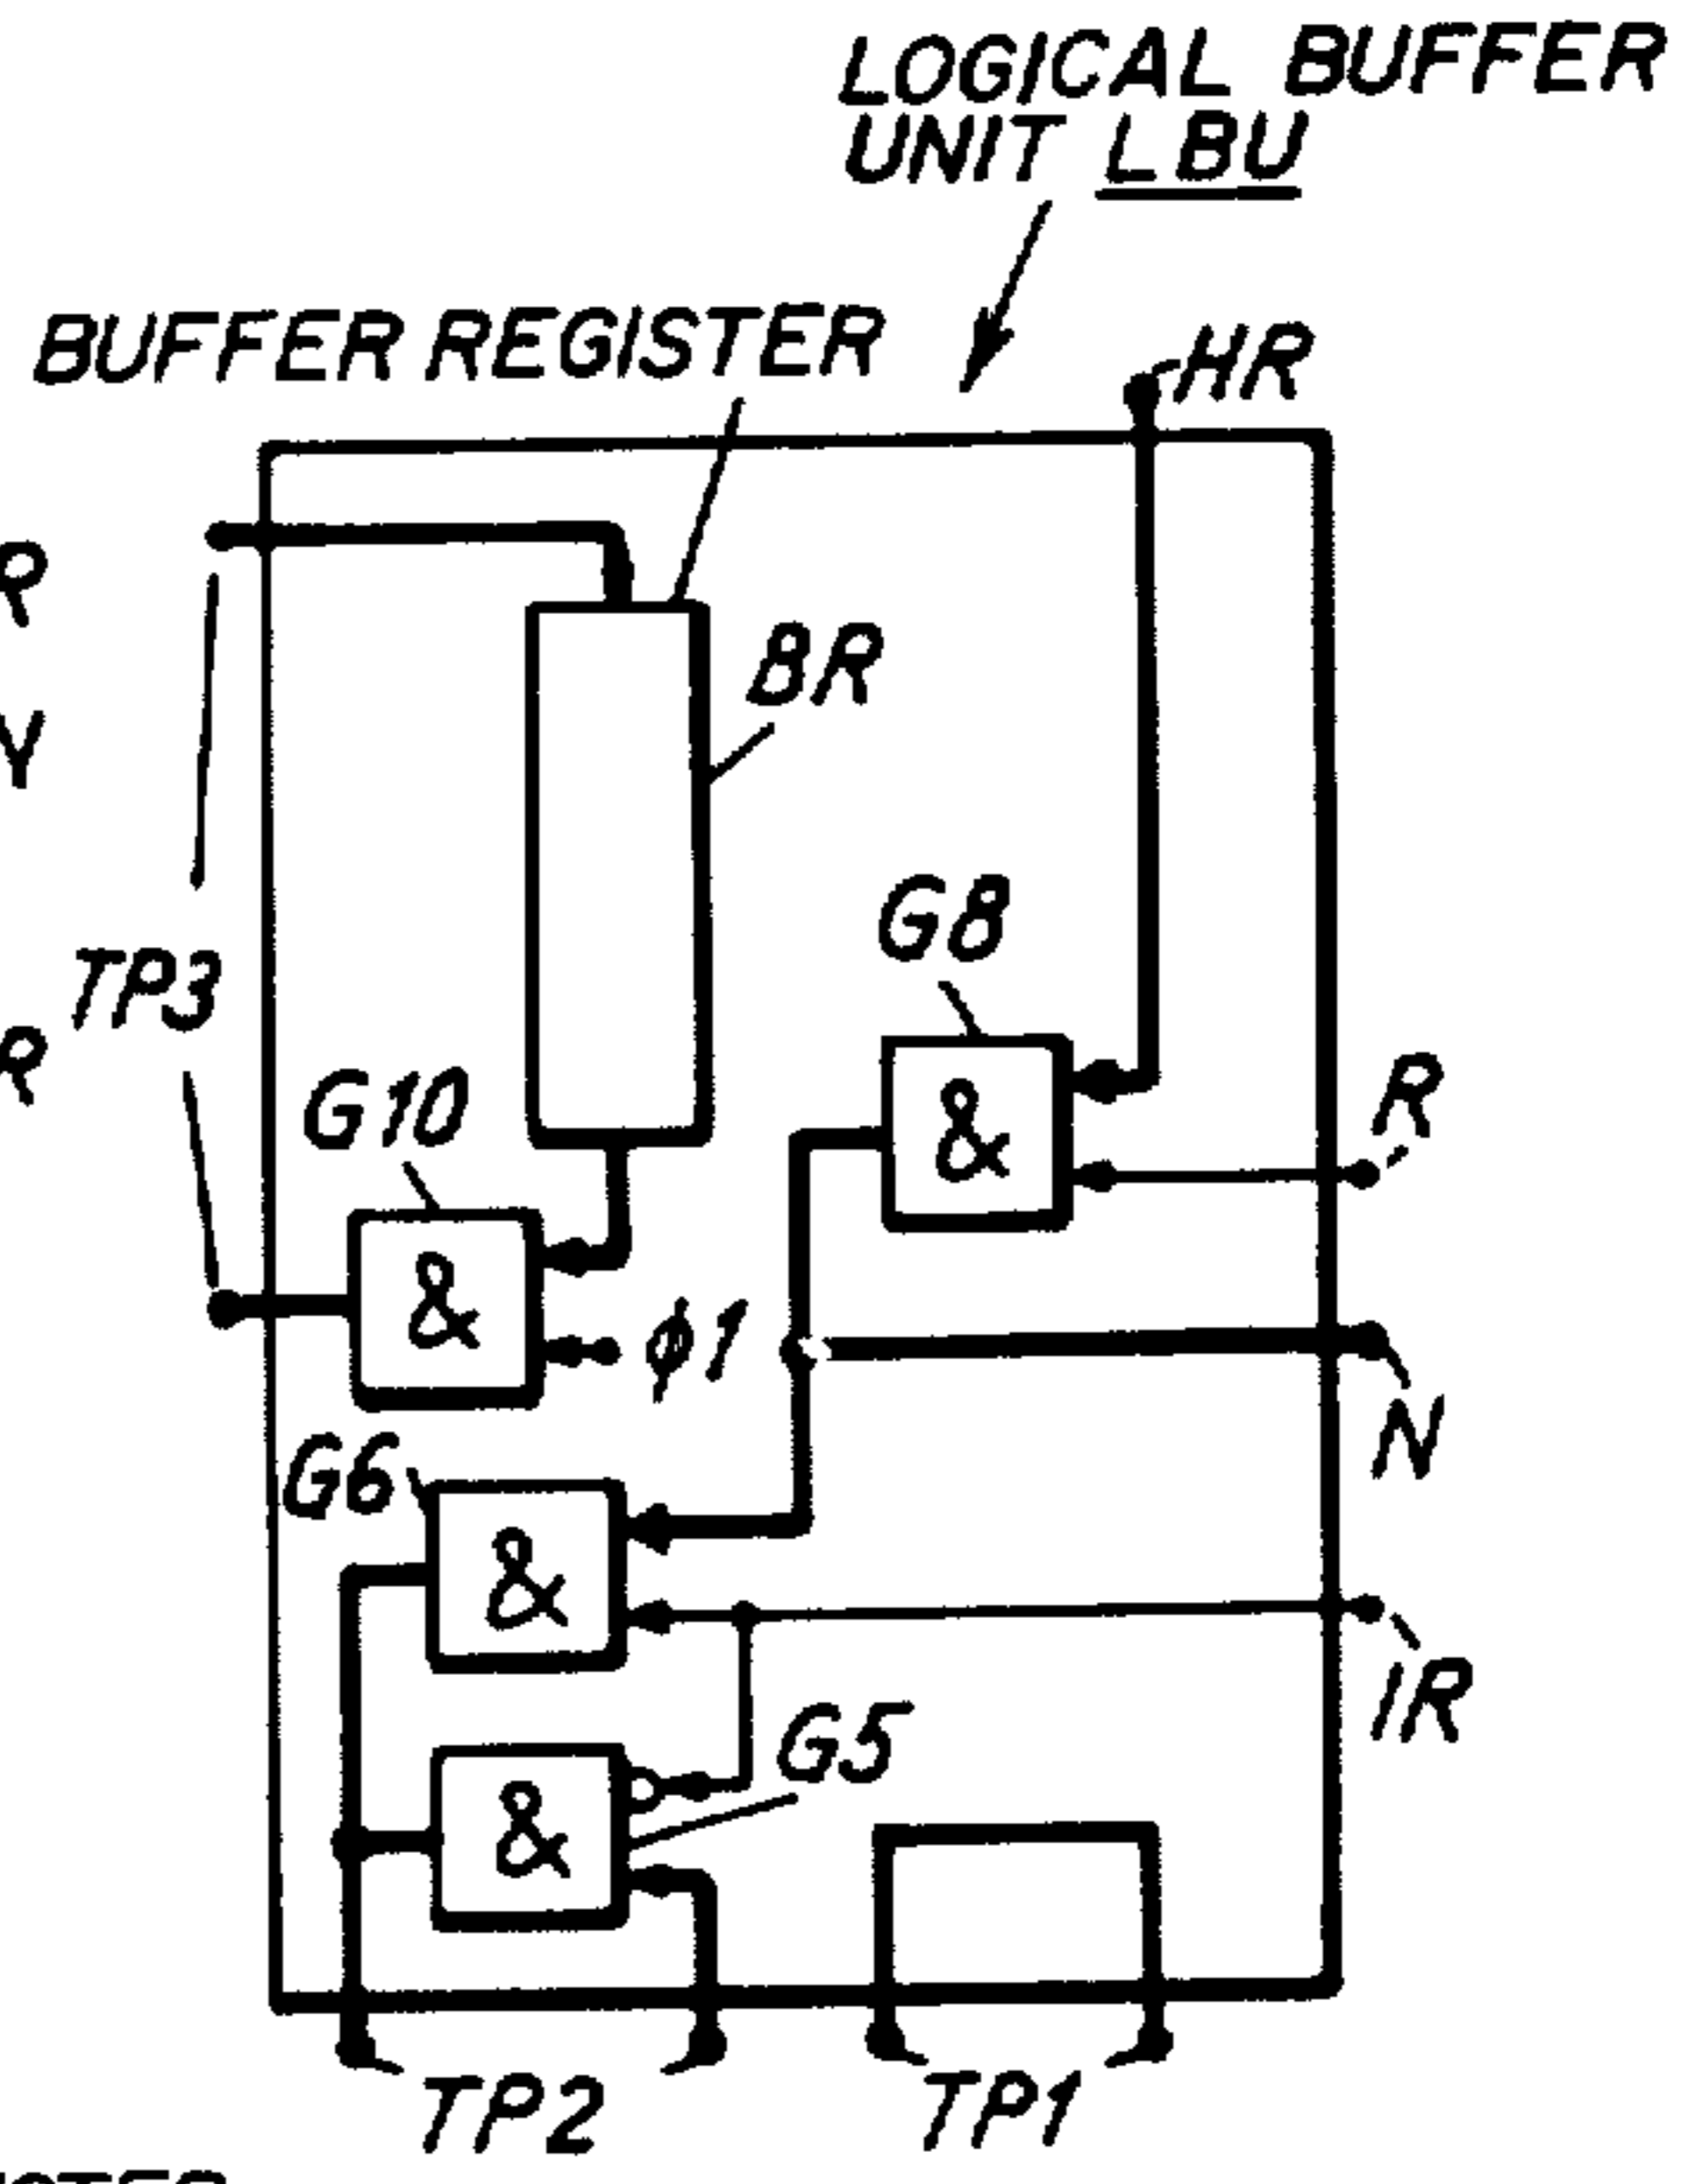 LOGICAL BUFFER
UNIT LBU
BUFFER REGISTER
HR
R
BR
Y
G8
TP3
R
G10
R
&
&
φ1
N
G6
&
IR
G5
&
TP2
TP1